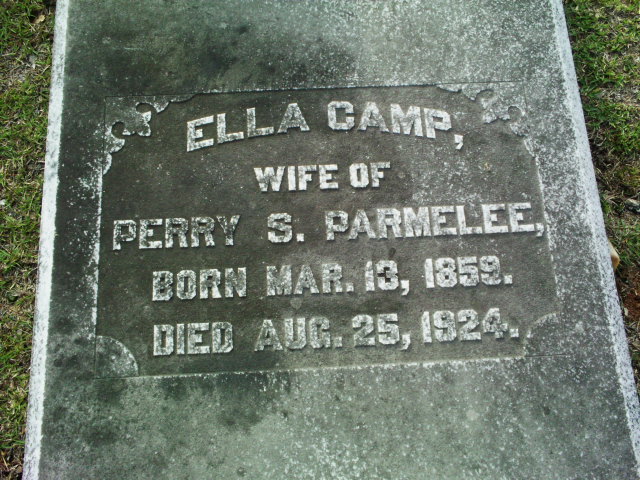 ELLA CAMP,
WIFE OF
PERRY S. PARMELEE,
BORN MAR. 13, 1859.
DIED AUG. 25, 1924.